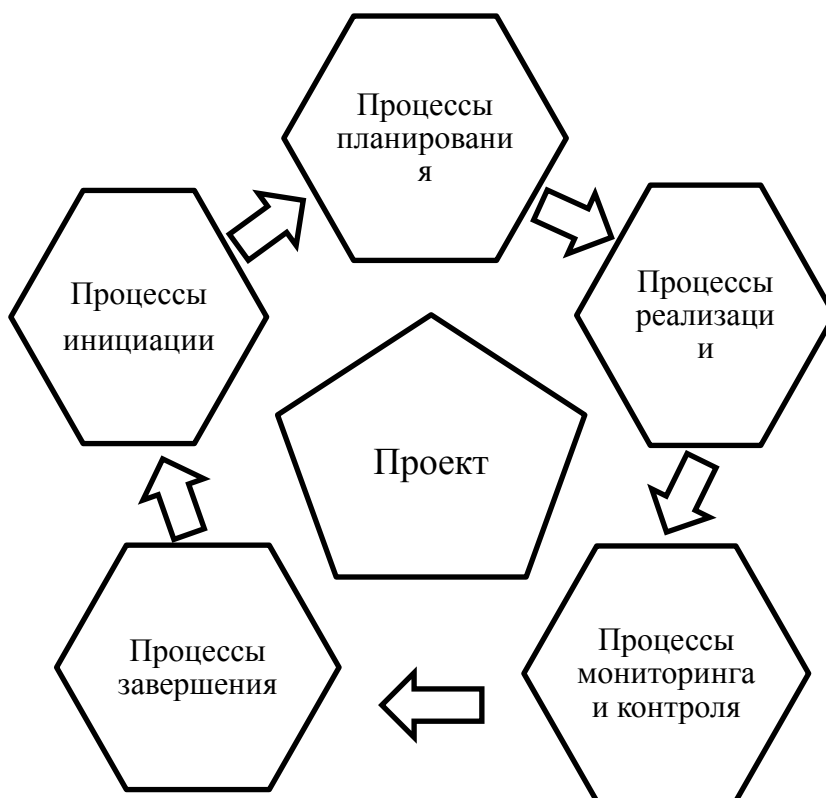 Процессы
планировани
я
Процессы
реализаци
и
Процессы
инициации
Проект
Процессы
мониторинга
и контроля
Процессы
завершения